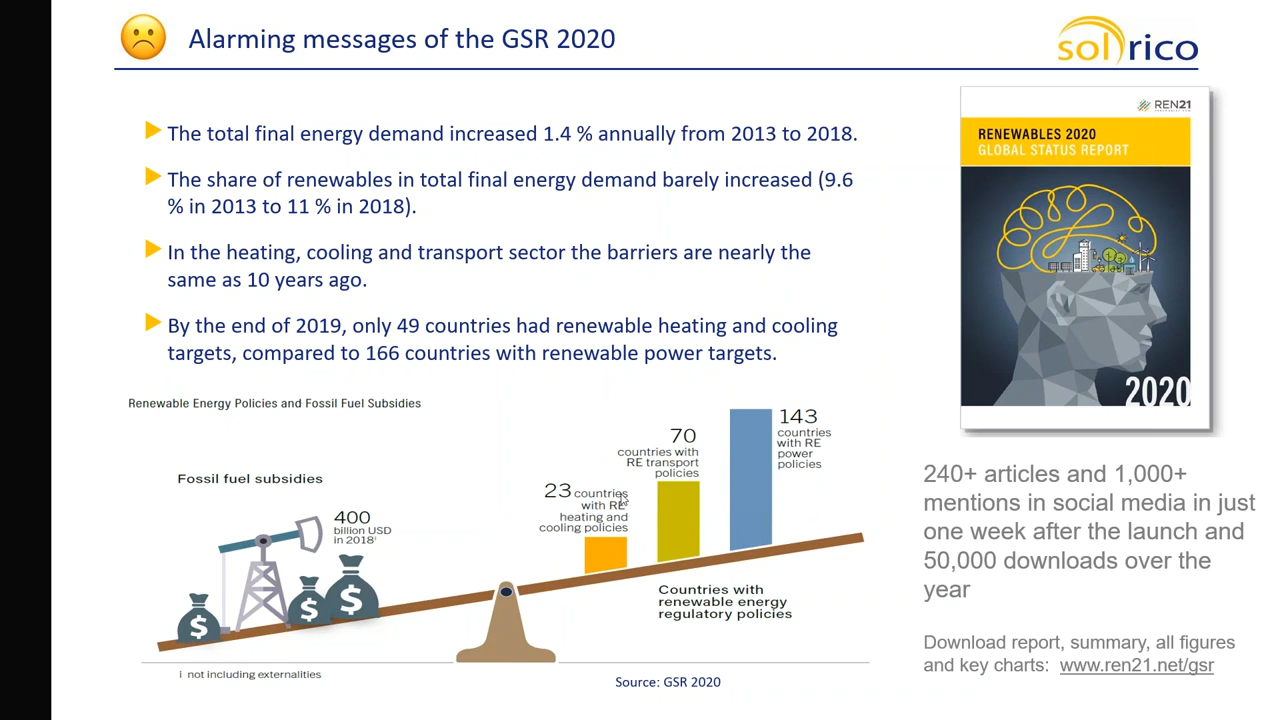 Alarming messages of the GSR 2020
solrico
The total final energy demand increased 1.4 % annually from 2013 to 2018.
The share of renewables in total final energy demand barely increased (9.6
% in 2013 to 11 % in 2018).
In the heating, cooling and transport sector the barriers are nearly the
same as 10 years ago.
By the end of 2019, only 49 countries had renewable heating and cooling
targets, compared to 166 countries with renewable power targets.
Renewable Energy Policies and Fossil Fuel Subsidies
Fossil fuel subsidies
400
billion USD
in 2018¹
$
$
$
23 countries
with RE
heating and
cooling policies
70
countries with
RE transport
policies
143
countries
with RE
power
policies
Countries with
renewable energy
regulatory policies
i not including externalities
Source: GSR 2020
REN21
RENEWABLES 2020
GLOBAL STATUS REPORT
2020
240+ articles and 1,000+
mentions in social media in just
one week after the launch and
50,000 downloads over the
year
Download report, summary, all figures
and key charts: www.ren21.net/gsr